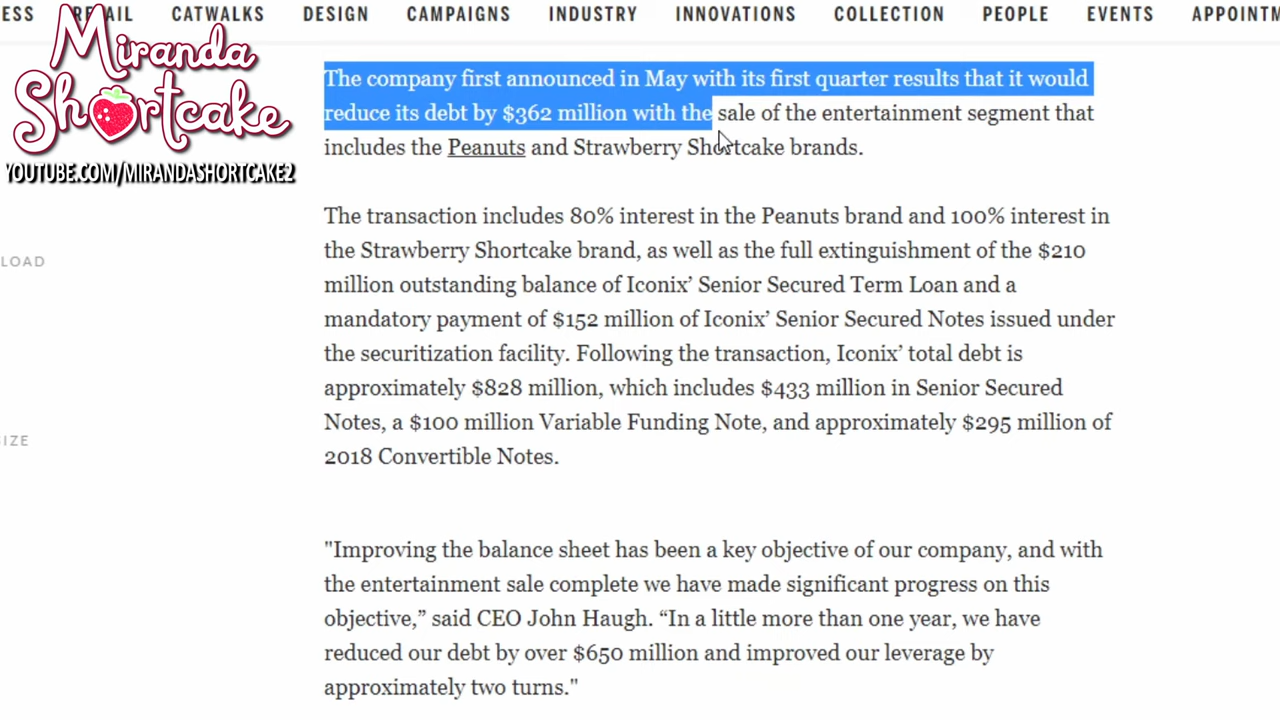 ESS RETAIL CATWALKS DESIGN CAMPAIGNS INDUSTRY INNOVATIONS COLLECTION PEOPLE EVENTS APPOINTM
Miranda
Shortcake
YOUTUBE.COM/MIRANDASHORTCAKE2
The company first announced in May with its first quarter results that it would
reduce its debt by $362 million with the sale of the entertainment segment that
includes the Peanuts and Strawberry Shortcake brands.
The transaction includes 80% interest in the Peanuts brand and 100% interest in
the Strawberry Shortcake brand, as well as the full extinguishment of the $210
million outstanding balance of Iconix’ Senior Secured Term Loan and a
mandatory payment of $152 million of Iconix’ Senior Secured Notes issued under
the securitization facility. Following the transaction, Iconix’ total debt is
approximately $828 million, which includes $433 million in Senior Secured
Notes, a $100 million Variable Funding Note, and approximately $295 million of
2018 Convertible Notes.
"Improving the balance sheet has been a key objective of our company, and with
the entertainment sale complete we have made significant progress on this
objective,” said CEO John Haugh. “In a little more than one year, we have
reduced our debt by over $650 million and improved our leverage by
approximately two turns."
LOAD
SIZE